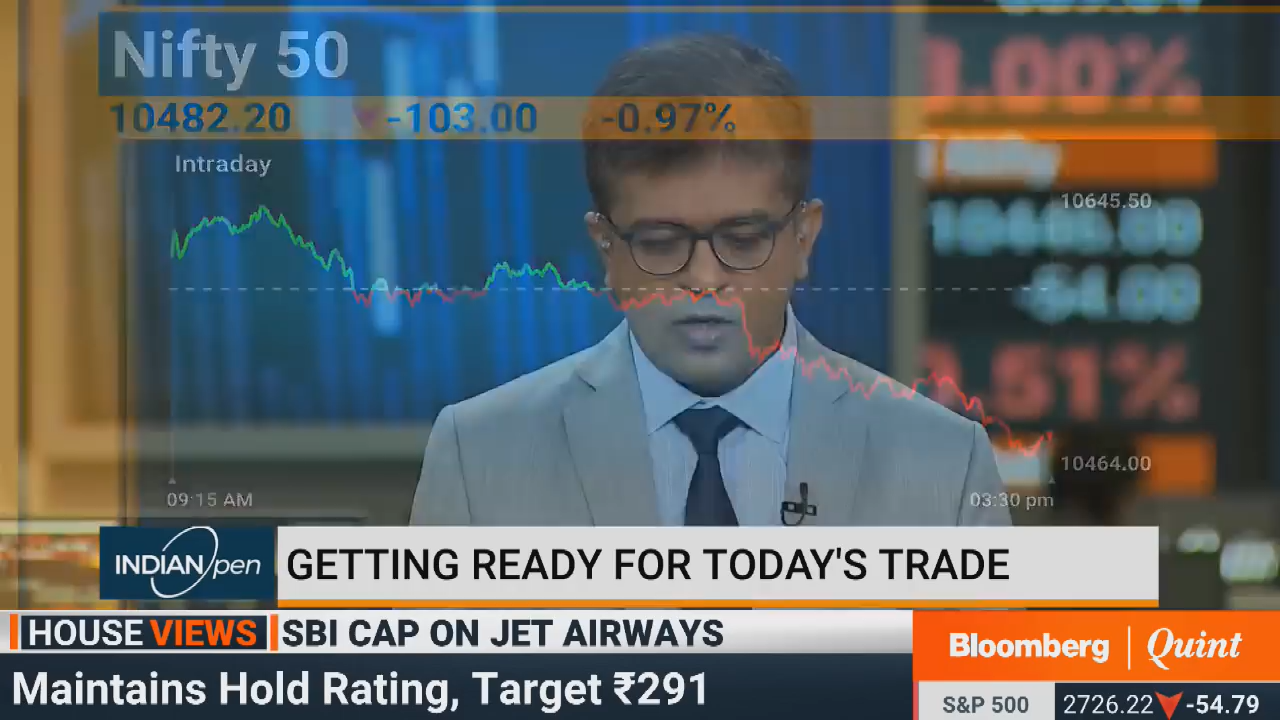 Nifty 50
10482.20 -103.00 -0.97%
Intraday
10645.50
10464.00
09:15 AM
03:30 pm
INDIAN Open
GETTING READY FOR TODAY'S TRADE
HOUSE VIEWS SBI CAP ON JET AIRWAYS
Maintains Hold Rating, Target ₹291
Bloomberg | Quint
S&P 500 2726.22 -54.79